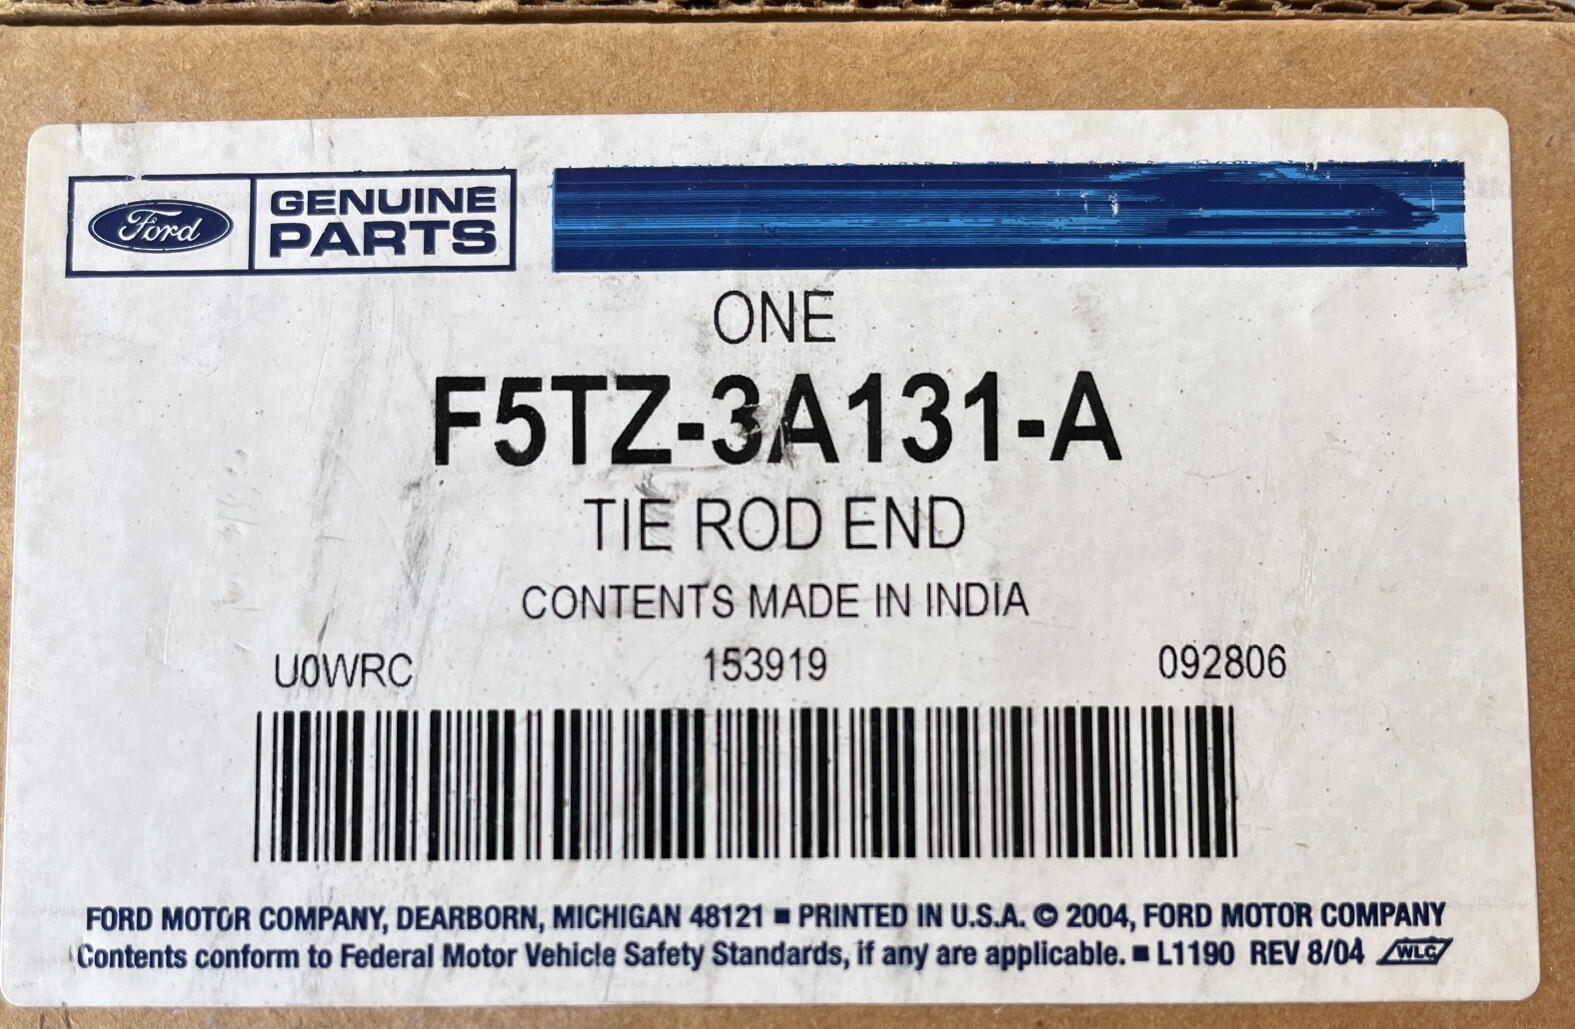 Ford
GENUINE
PARTS
ONE
F5TZ-3A131-A
TIE ROD END
CONTENTS MADE IN INDIA
U0WRC 153919 092806
FORD MOTOR COMPANY, DEARBORN, MICHIGAN 48121 ■ PRINTED IN U.S.A. © 2004, FORD MOTOR COMPANY
Contents conform to Federal Motor Vehicle Safety Standards, if any are applicable. ■ L1190 REV 8/04 WLC